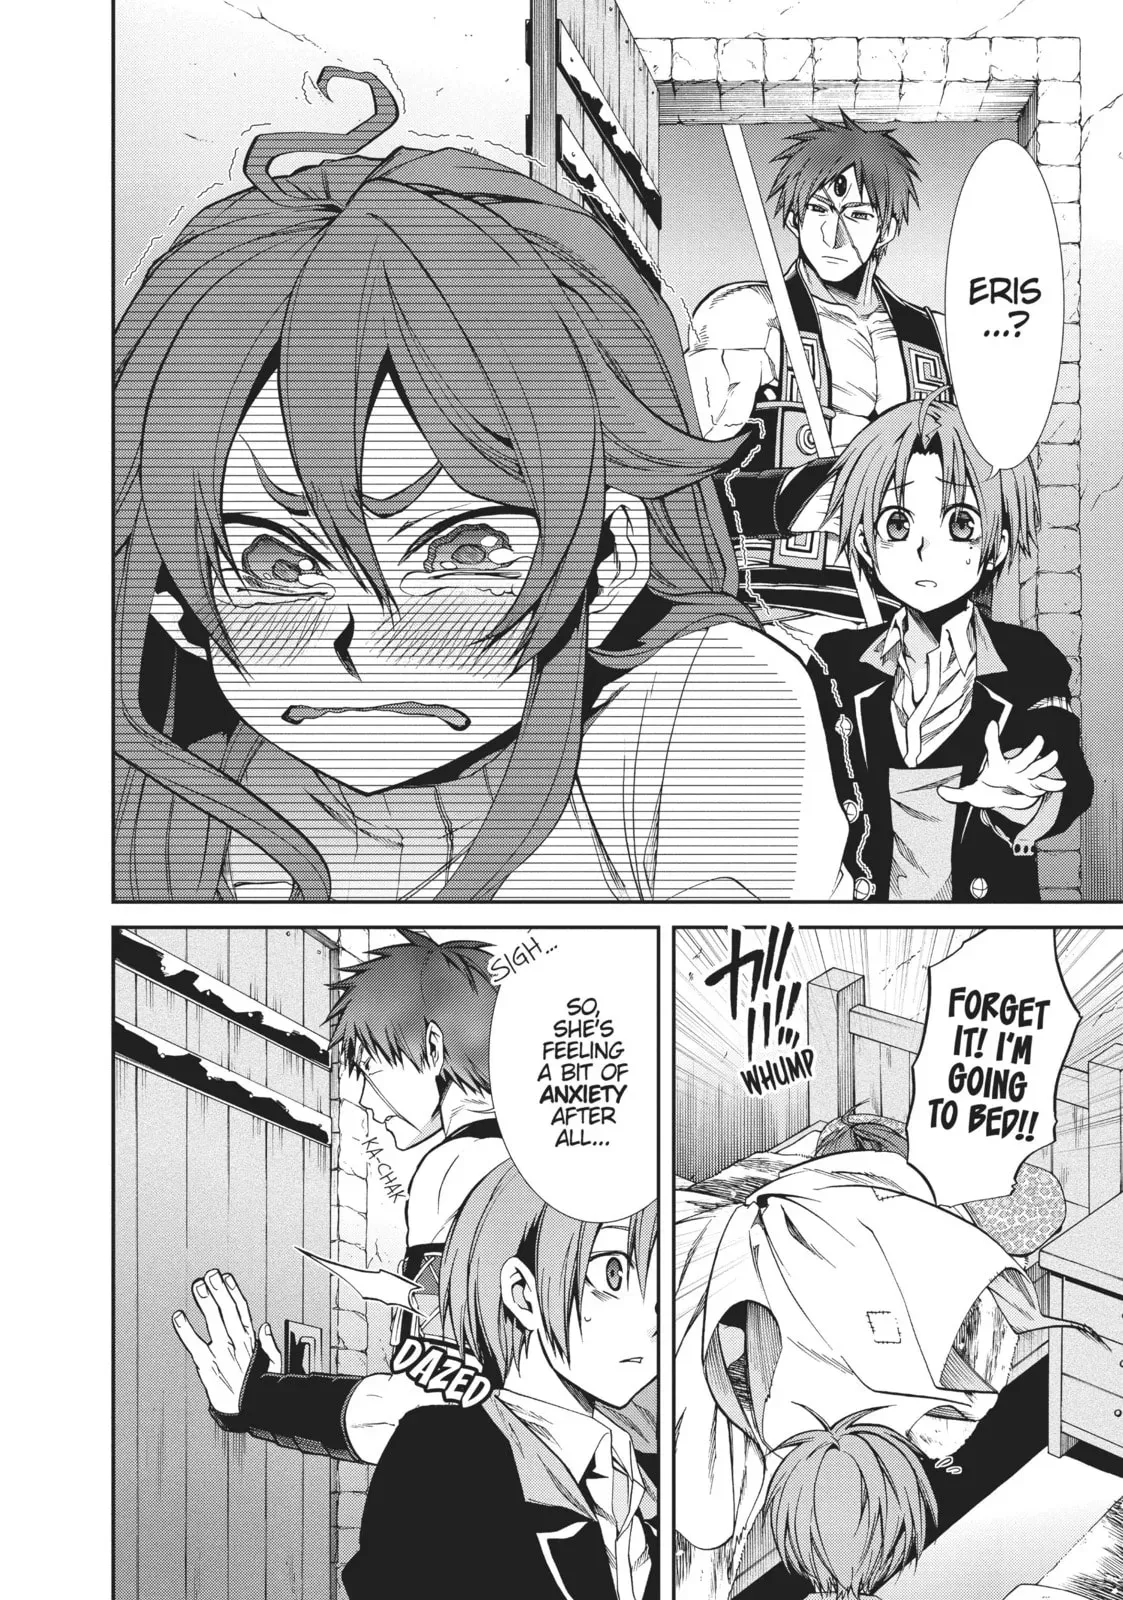 ERIS
...?
FORGET
IT! I'M
GOING
TO BED!!
WHUMP
SIGH...
SO,
SHE'S
FEELING
A BIT OF
ANXIETY
AFTER
ALL...
KA-CHAK
DAZED